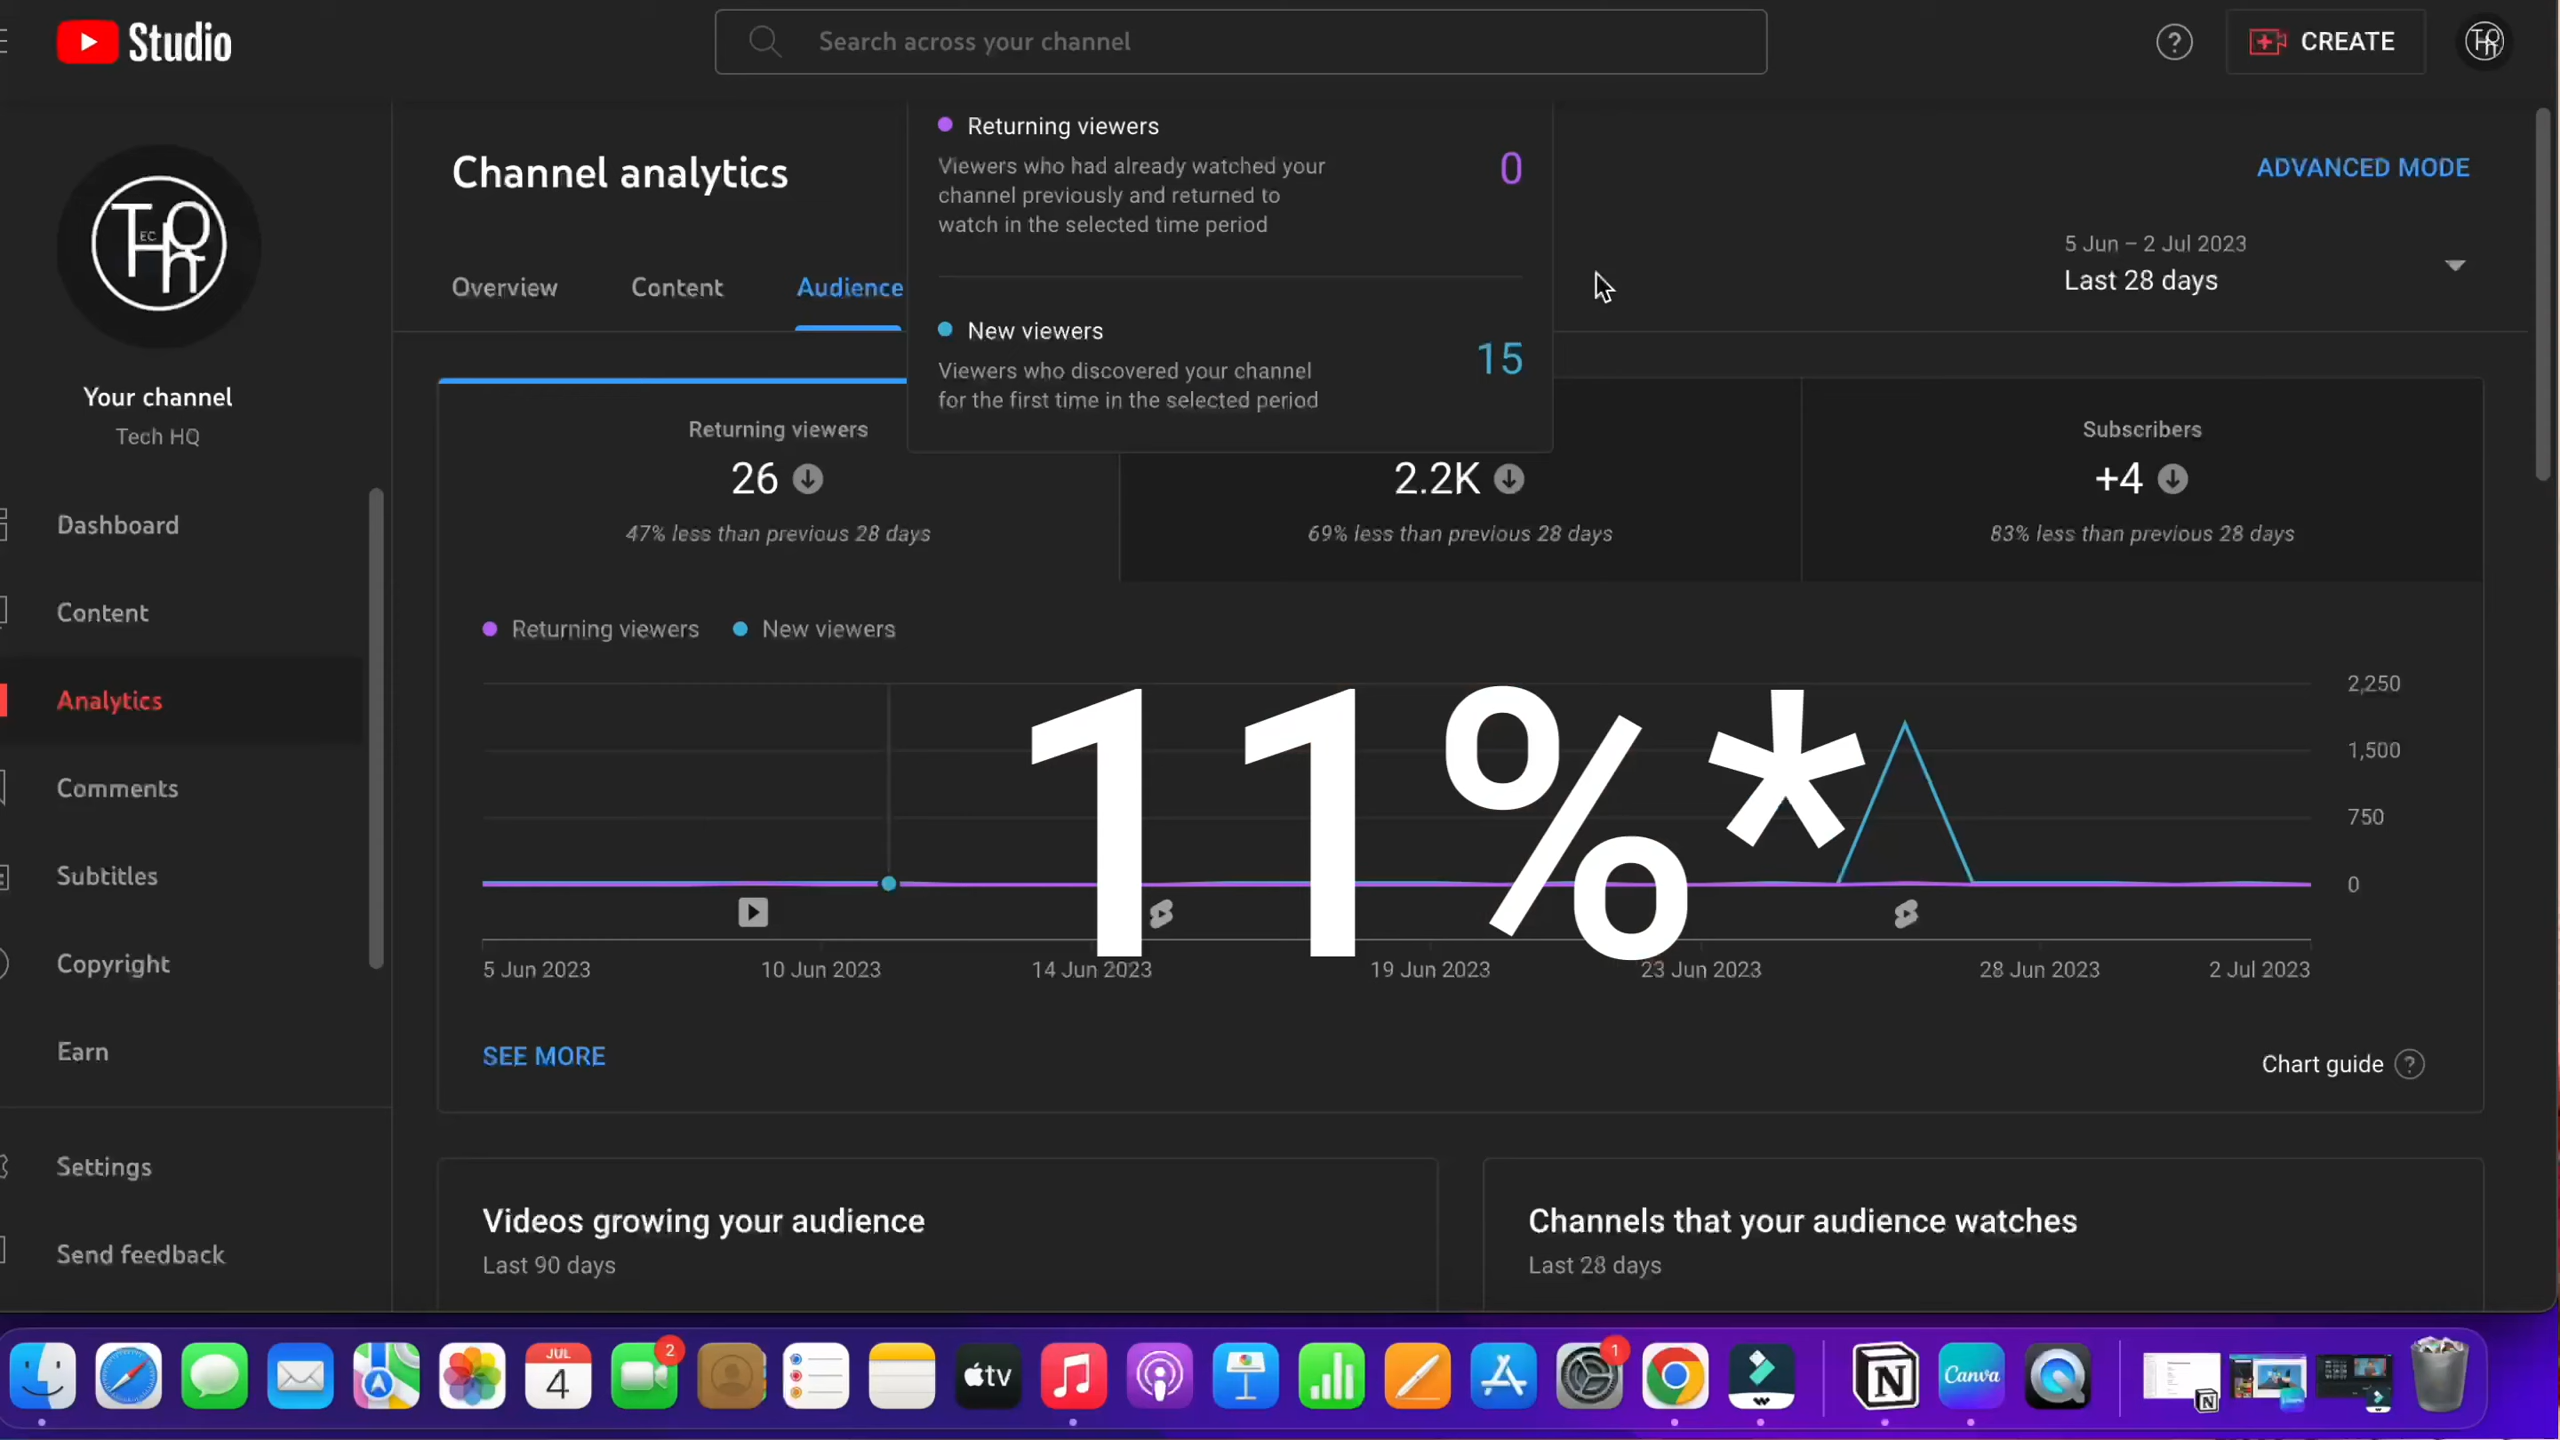 Studio
Search across your channel
?
CREATE
Channel analytics
ADVANCED MODE
5 Jun – 2 Jul 2023
Last 28 days
Overview
Content
Audience
Returning viewers
Viewers who had already watched your
channel previously and returned to
watch in the selected time period
0
New viewers
Viewers who discovered your channel
for the first time in the selected period
15
TECH
HQ
Your channel
Tech HQ
Dashboard
Content
Analytics
Comments
Subtitles
Copyright
Earn
Settings
Send feedback
Returning viewers
26
47% less than previous 28 days
2.2K
69% less than previous 28 days
Subscribers
+4
83% less than previous 28 days
Returning viewers
New viewers
11%*
2,250
1,500
750
0
5 Jun 2023
10 Jun 2023
14 Jun 2023
19 Jun 2023
23 Jun 2023
28 Jun 2023
2 Jul 2023
SEE MORE
Chart guide ?
Videos growing your audience
Last 90 days
Channels that your audience watches
Last 28 days
JUL
4
2
tv
1
N
Canva
N